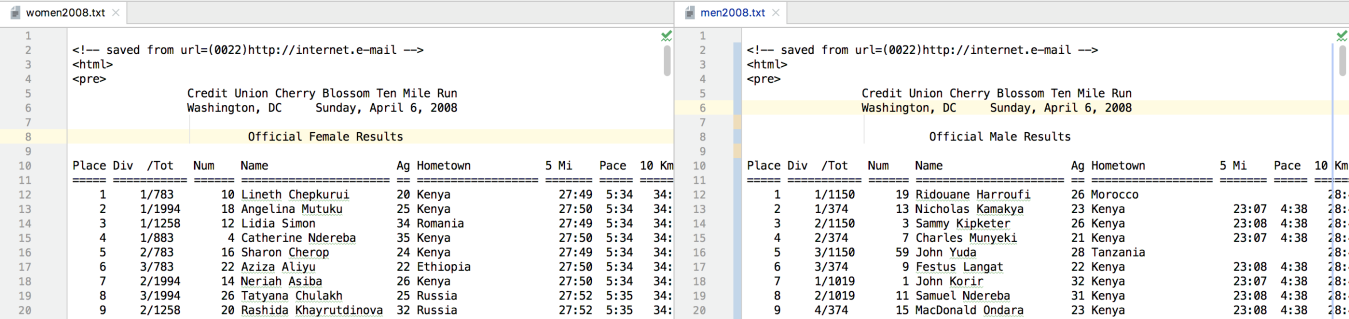 women2008.txt
1
2 <!-- saved from url=(0022)http://internet.e-mail -->
3 <html>
4 <pre>
5 Credit Union Cherry Blossom Ten Mile Run
6 Washington, DC     Sunday, April 6, 2008
7
8 Official Female Results
9
10 Place Div  /Tot   Num    Name                   Ag Hometown            5 Mi   Pace  10 Km
11 ===== =========== ====== ====================== == =================== ======= ===== =====
12 1     1/783       10 Lineth Chepkurui       20 Kenya               27:49  5:34  34:
13 2     1/1994      18 Angelina Mutuku        25 Kenya               27:50  5:34  34:
14 3     1/1258      12 Lidia Simon            34 Romania             27:49  5:34  34:
15 4     1/883        4 Catherine Ndereba      35 Kenya               27:50  5:34  34:
16 5     2/783       16 Sharon Cherop          24 Kenya               27:49  5:34  34:
17 6     3/783       22 Aziza Aliyu            22 Ethiopia            27:50  5:34  34:
18 7     2/1994      14 Neriah Asiba           26 Kenya               27:50  5:34  34:
19 8     3/1994      26 Tatyana Chulakh        25 Russia              27:52  5:35  34:
20 9     2/1258      20 Rashida Khayrutdinova  32 Russia              27:52  5:35  34:
men2008.txt
1
2 <!-- saved from url=(0022)http://internet.e-mail -->
3 <html>
4 <pre>
5 Credit Union Cherry Blossom Ten Mile Run
6 Washington, DC     Sunday, April 6, 2008
7
8 Official Male Results
9
10 Place Div  /Tot   Num    Name                   Ag Hometown            5 Mi   Pace  10 Km
11 ===== =========== ====== ====================== == =================== ======= ===== =====
12 1     1/1150      19 Ridouane Harroufi      26 Morocco                           28:
13 2     1/374       13 Nicholas Kamakya       23 Kenya               23:07  4:38  28:
14 3     2/1150       3 Sammy Kipketer         26 Kenya               23:08  4:38  28:
15 4     2/374        7 Charles Munyeki        21 Kenya               23:07  4:38  28:
16 5     3/1150      59 John Yuda              28 Tanzania                          28:
17 6     3/374        9 Festus Langat          22 Kenya               23:08  4:38  28:
18 7     1/1019       1 John Korir             32 Kenya               23:08  4:38  28:
19 8     2/1019      11 Samuel Ndereba         31 Kenya               23:08  4:38  28:
20 9     4/374       15 MacDonald Ondara       23 Kenya               23:08  4:38  28: